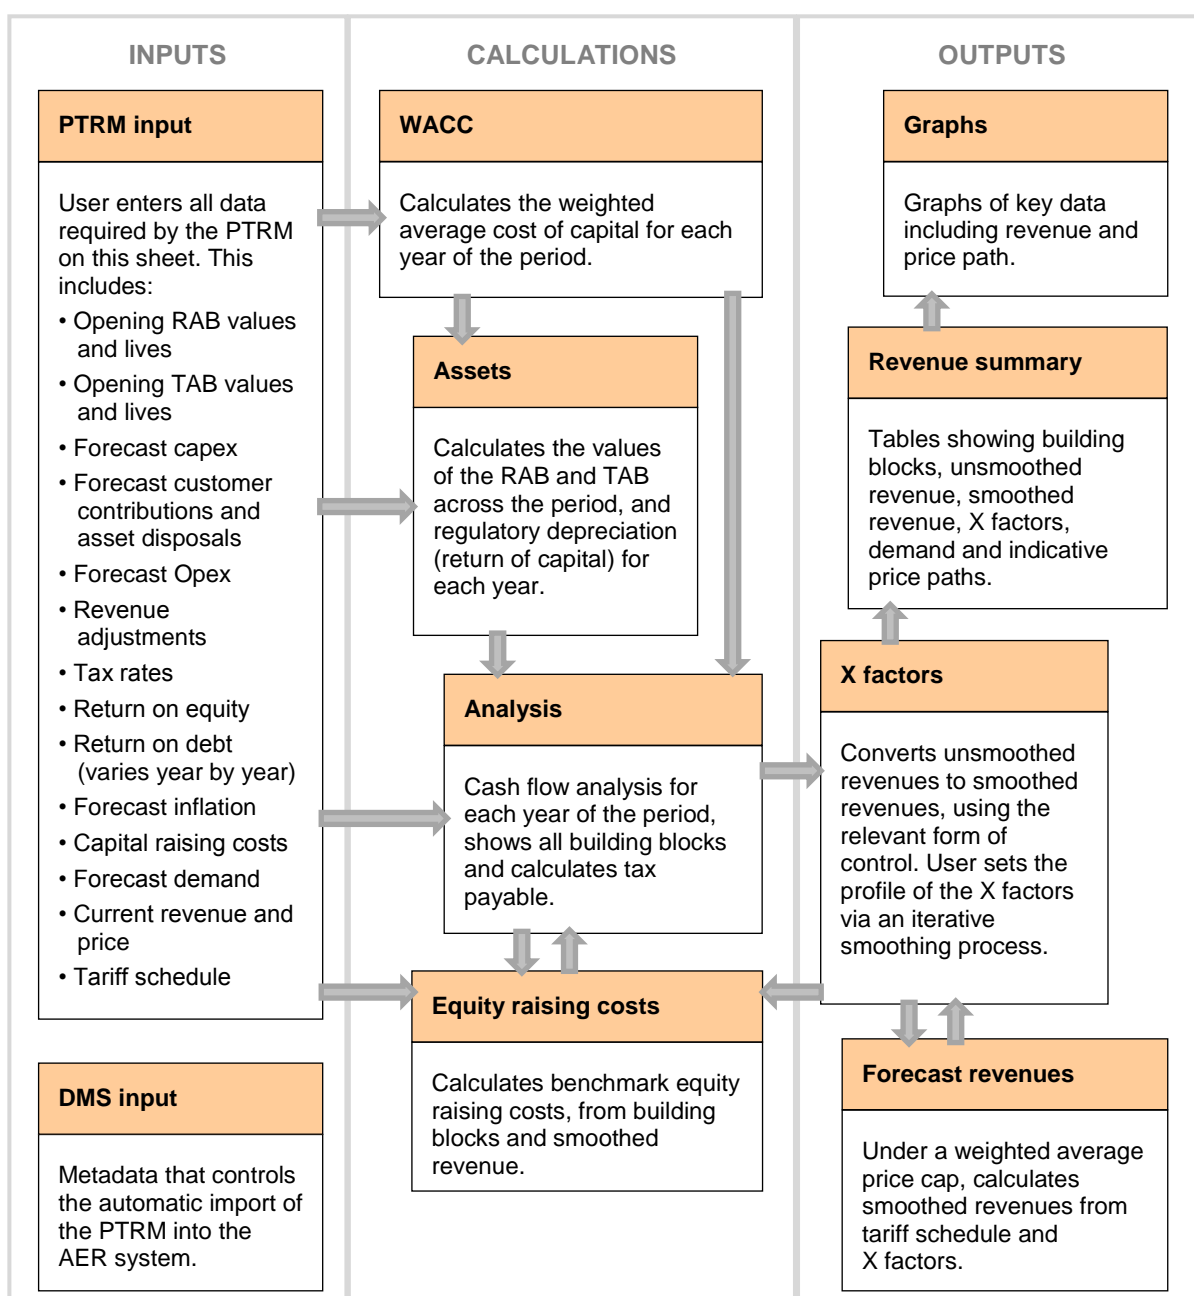 INPUTS
PTRM input
User enters all data
required by the PTRM
on this sheet. This
includes:
• Opening RAB values
and lives
• Opening TAB values
and lives
• Forecast capex
• Forecast customer
contributions and
asset disposals
• Forecast Opex
• Revenue
adjustments
• Tax rates
• Return on equity
• Return on debt
(varies year by year)
• Forecast inflation
• Capital raising costs
• Forecast demand
• Current revenue and
price
• Tariff schedule
DMS input
Metadata that controls
the automatic import of
the PTRM into the
AER system.
CALCULATIONS
WACC
Calculates the weighted
average cost of capital for each
year of the period.
Assets
Calculates the values
of the RAB and TAB
across the period, and
regulatory depreciation
(return of capital) for
each year.
Analysis
Cash flow analysis for
each year of the period,
shows all building blocks
and calculates tax
payable.
Equity raising costs
Calculates benchmark equity
raising costs, from building
blocks and smoothed
revenue.
OUTPUTS
Graphs
Graphs of key data
including revenue and
price path.
Revenue summary
Tables showing building
blocks, unsmoothed
revenue, smoothed
revenue, X factors,
demand and indicative
price paths.
X factors
Converts unsmoothed
revenues to smoothed
revenues, using the
relevant form of
control. User sets the
profile of the X factors
via an iterative
smoothing process.
Forecast revenues
Under a weighted average
price cap, calculates
smoothed revenues from
tariff schedule and
X factors.